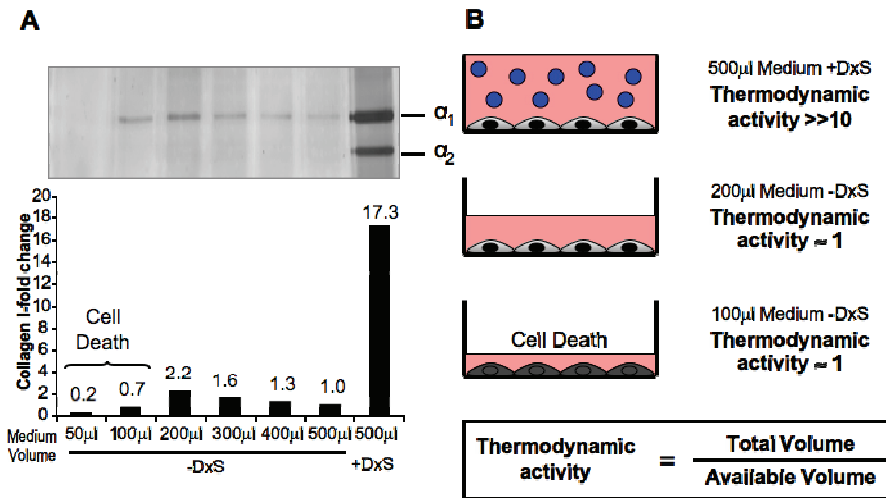 A
α1
α2
Collagen I-fold change
20
18
16
14
12
10
8
6
4
2
0
Cell
Death
0.2
0.7
2.2
1.6
1.3
1.0
17.3
Medium
Volume
50µl 100µl 200µl 300µl 400µl 500µl 500µl
-DxS
+DxS
B
500µl Medium +DxS
Thermodynamic
activity >>10
200µl Medium -DxS
Thermodynamic
activity ≈ 1
Cell Death
100µl Medium -DxS
Thermodynamic
activity ≈ 1
Thermodynamic
activity
=
Total Volume
Available Volume